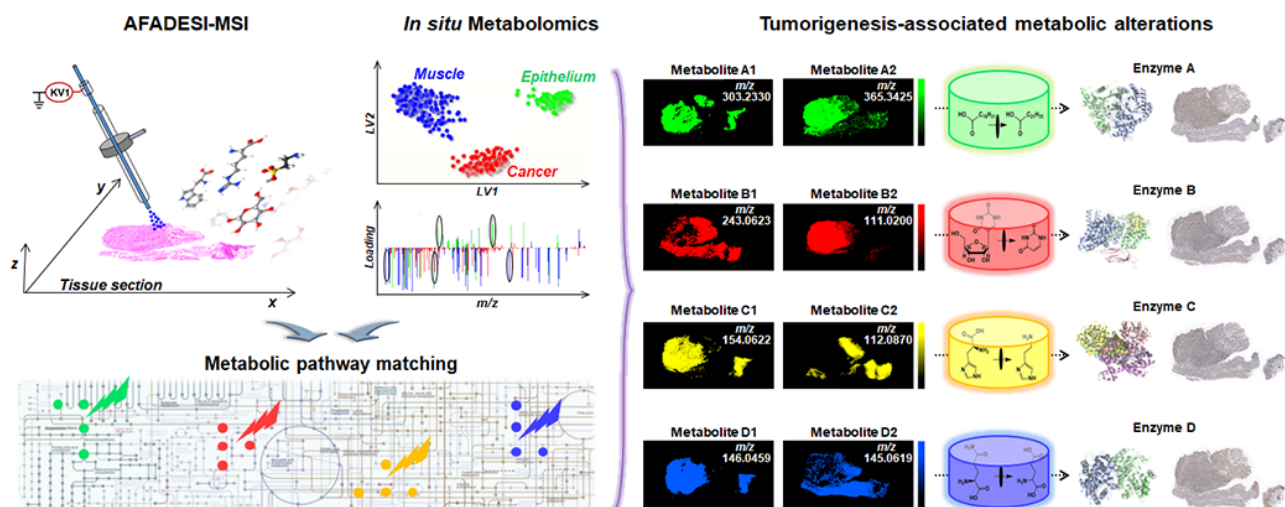 AFADESI-MSI
KV1
y
z
x
Tissue section
In situ Metabolomics
Muscle
Epithelium
Cancer
LV2
LV1
Loading
m/z
Metabolic pathway matching
Tumorigenesis-associated metabolic alterations
Metabolite A1
m/z
303.2330
Metabolite A2
m/z
365.3425
Enzyme A
Metabolite B1
m/z
243.0623
Metabolite B2
m/z
111.0200
Enzyme B
Metabolite C1
m/z
154.0622
Metabolite C2
m/z
112.0870
Enzyme C
Metabolite D1
m/z
146.0459
Metabolite D2
m/z
145.0619
Enzyme D